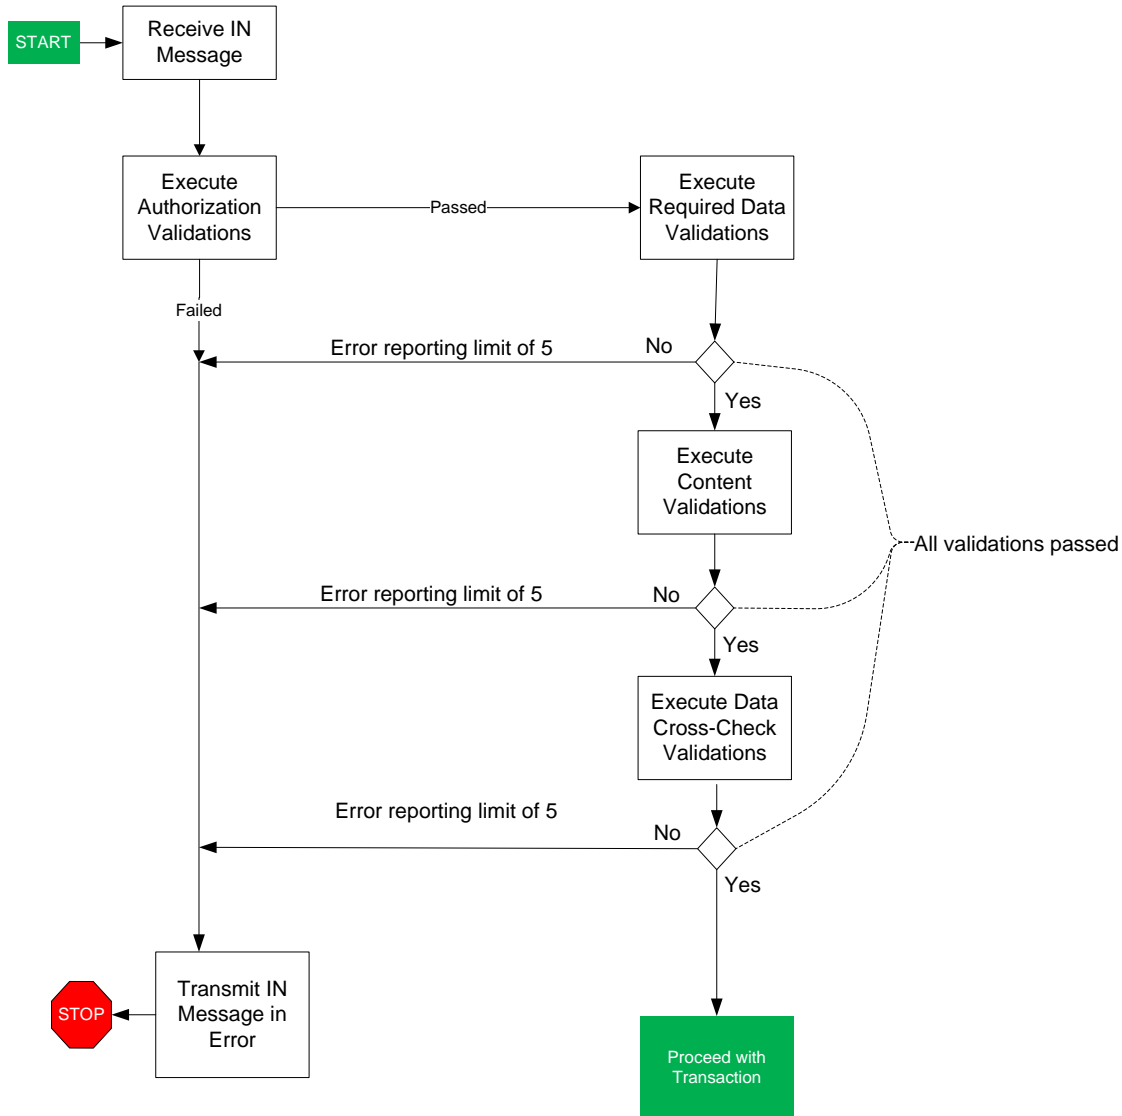 START
Receive IN
Message
Execute
Authorization
Validations
Passed
Execute
Required Data
Validations
Failed
Error reporting limit of 5
No
Yes
Execute
Content
Validations
All validations passed
Error reporting limit of 5
No
Yes
Execute Data
Cross-Check
Validations
Error reporting limit of 5
No
Yes
Transmit IN
Message in
Error
STOP
Proceed with
Transaction